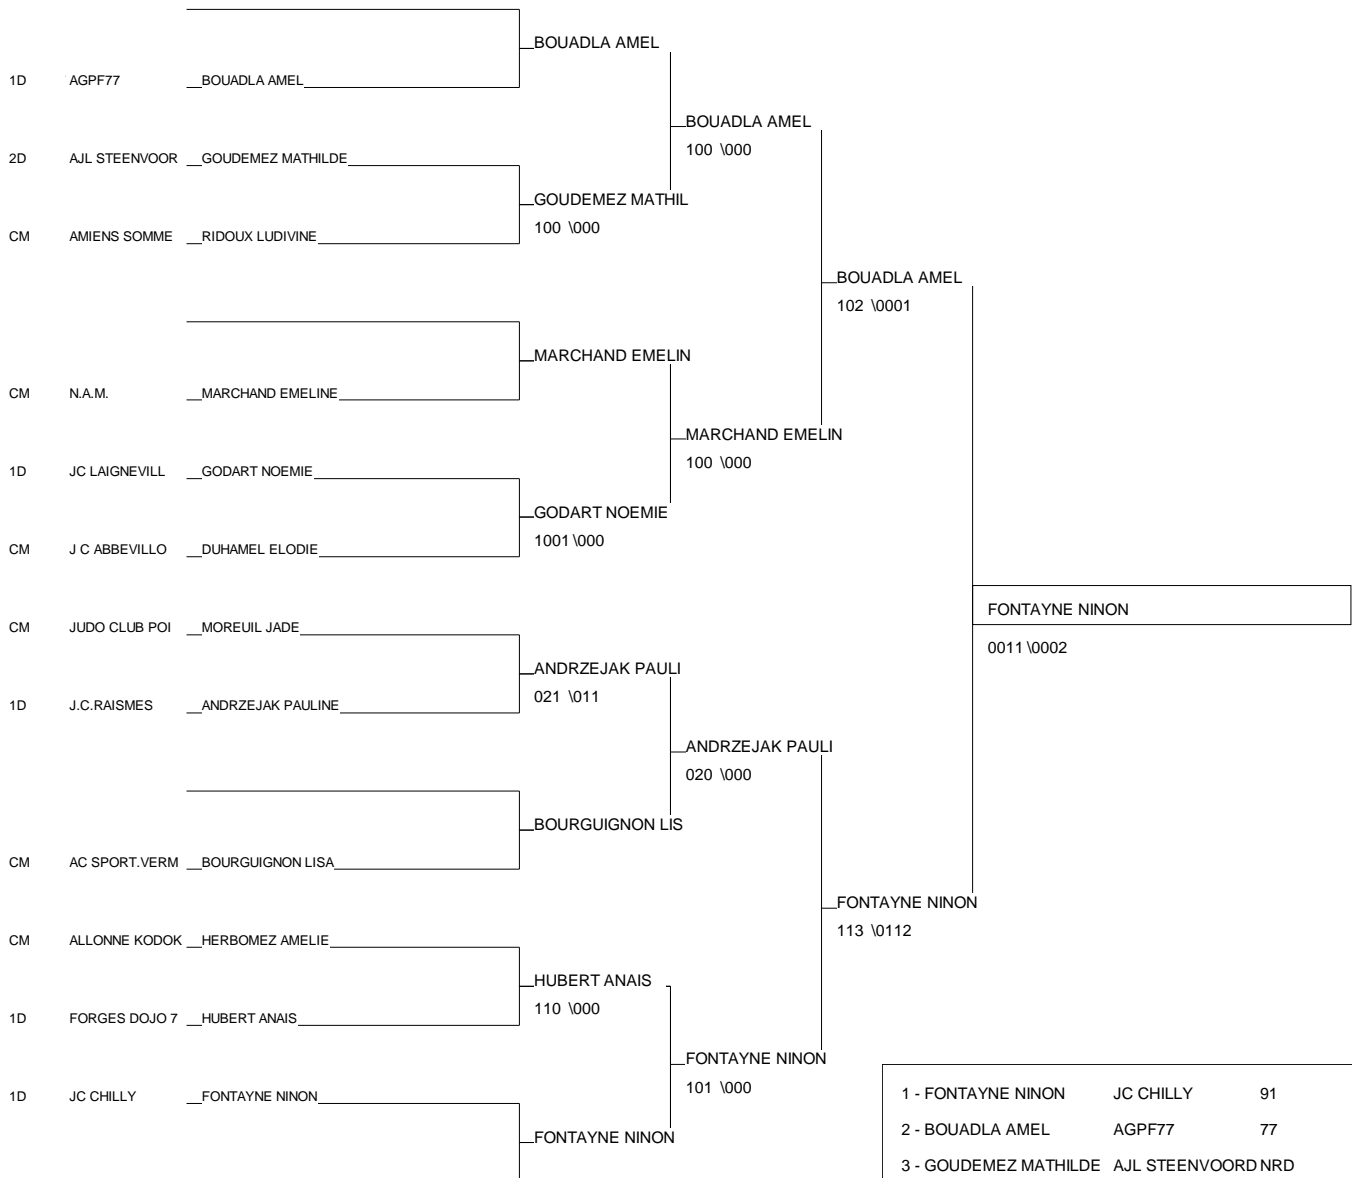 BOUADLA AMEL
1D AGPF77 BOUADLA AMEL
BOUADLA AMEL
100 \000
2D AJL STEENVOOR GOUDEMEZ MATHILDE
GOUDEMEZ MATHIL
100 \000
CM AMIENS SOMME RIDOUX LUDIVINE
BOUADLA AMEL
102 \0001
MARCHAND EMELIN
CM N.A.M. MARCHAND EMELINE
MARCHAND EMELIN
100 \000
1D JC LAIGNEVILL GODART NOEMIE
GODART NOEMIE
1001 \000
CM J C ABBEVILLO DUHAMEL ELODIE
FONTAYNE NINON
0011 \0002
CM JUDO CLUB POI MOREUIL JADE
ANDRZEJAK PAULI
021 \011
1D J.C.RAISMES ANDRZEJAK PAULINE
ANDRZEJAK PAULI
020 \000
BOURGUIGNON LIS
CM AC SPORT.VERM BOURGUIGNON LISA
FONTAYNE NINON
113 \0112
CM ALLONNE KODOK HERBOMEZ AMELIE
HUBERT ANAIS
110 \000
1D FORGES DOJO 7 HUBERT ANAIS
FONTAYNE NINON
101 \000
1D JC CHILLY FONTAYNE NINON
FONTAYNE NINON
1 - FONTAYNE NINON JC CHILLY 91
2 - BOUADLA AMEL AGPF77 77
3 - GOUDEMEZ MATHILDE AJL STEENVOORD NRD